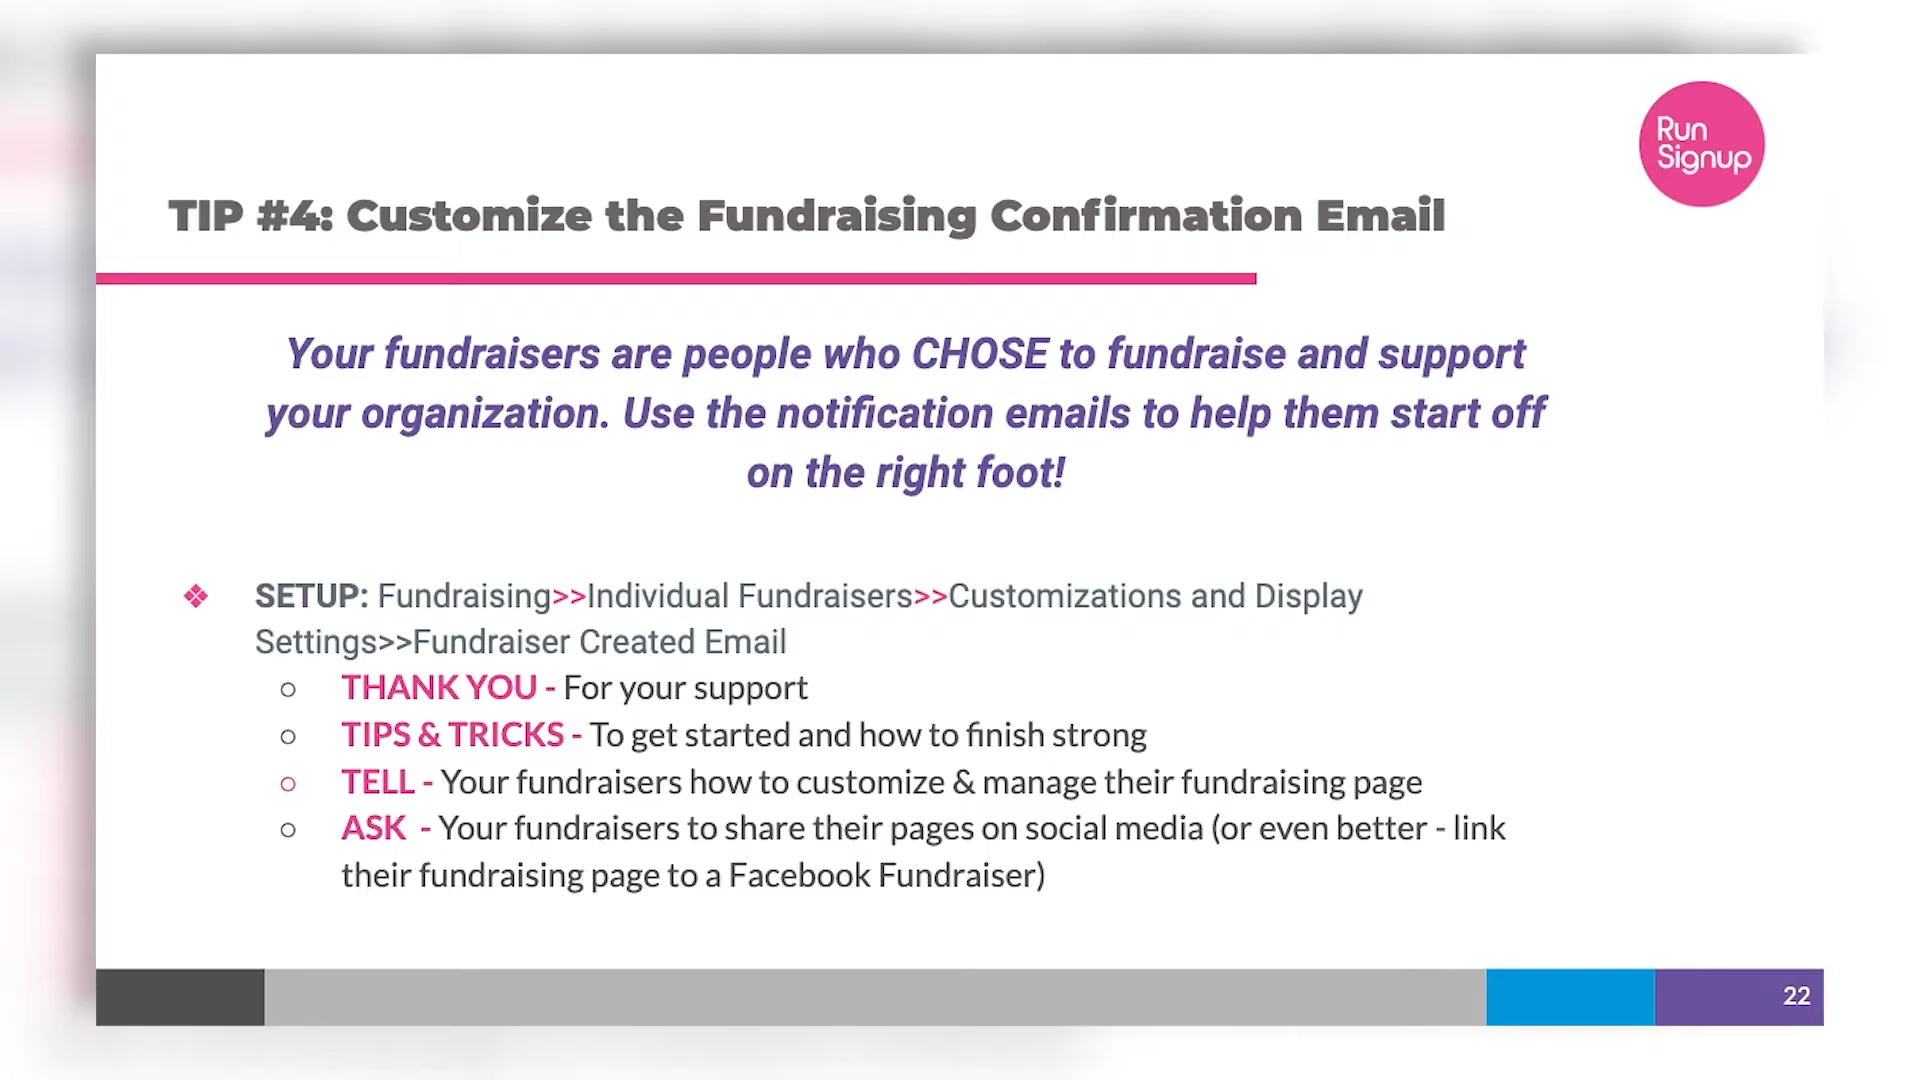 Run
Signup
TIP #4: Customize the Fundraising Confirmation Email
Your fundraisers are people who CHOSE to fundraise and support
your organization. Use the notification emails to help them start off
on the right foot!
❖ SETUP: Fundraising>>Individual Fundraisers>>Customizations and Display
Settings>>Fundraiser Created Email
○ THANK YOU - For your support
○ TIPS & TRICKS - To get started and how to finish strong
○ TELL - Your fundraisers how to customize & manage their fundraising page
○ ASK - Your fundraisers to share their pages on social media (or even better - link
their fundraising page to a Facebook Fundraiser)
22